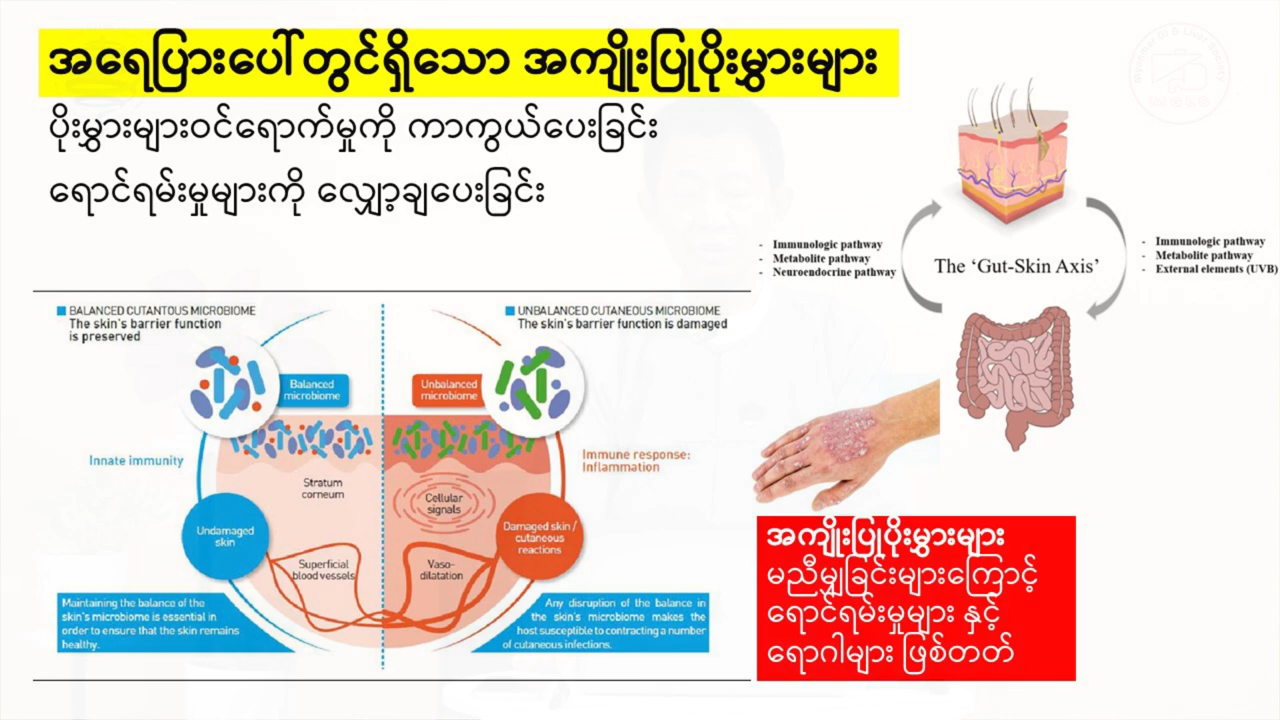 အရေပြားပေါ်တွင်ရှိသော အကျိုးပြုပိုးမွှားများ
ပိုးမွှားများဝင်ရောက်မှုကို ကာကွယ်ပေးခြင်း
ရောင်ရမ်းမှုများကို လျှော့ချပေးခြင်း
BALANCED CUTANTOUS MICROBIOME
The skin's barrier function
is preserved
UNBALANCED CUTANEOUS MICROBIOME
The skin's barrier function is damaged
Balanced
microbiome
Unbalanced
microbiome
Innate immunity
Immune response:
Inflammation
Stratum
corneum
Cellular
signals
Undamaged
skin
Damaged skin /
cutaneous
reactions
Superficial
blood vessels
Vaso-
dilatation
Maintaining the balance of the
skin's microbiome is essential in
order to ensure that the skin remains
healthy.
Any disruption of the balance in
the skin's microbiome makes the
host susceptible to contracting a number
of cutaneous infections.
- Immunologic pathway
- Metabolite pathway
- Neuroendocrine pathway
The 'Gut-Skin Axis'
- Immunologic pathway
- Metabolite pathway
- External elements (UVB)
အကျိုးပြုပိုးမွှားများ
မညီမျှခြင်းများကြောင့်
ရောင်ရမ်းမှုများ နှင့်
ရောဂါများ ဖြစ်တတ်